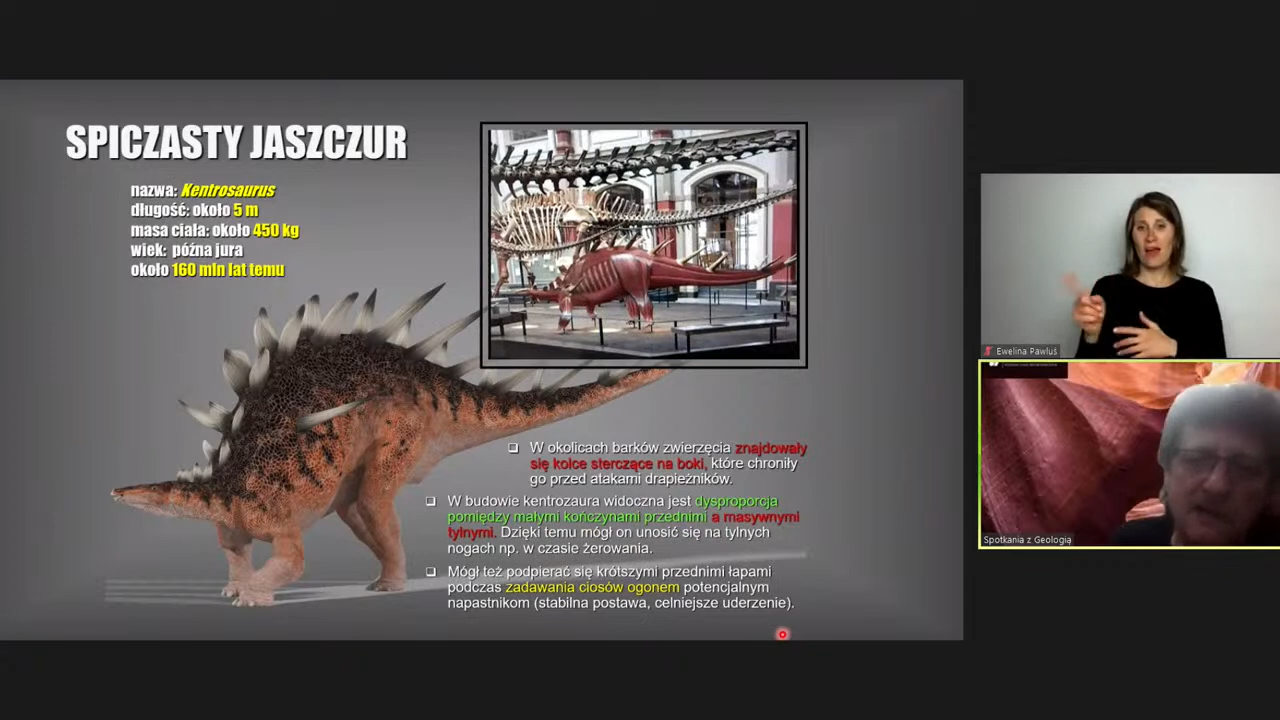 SPICZASTY JASZCZUR
nazwa: Kentrosaurus
długość: około 5 m
masa ciała: około 450 kg
wiek: późna jura
około 160 mln lat temu
W okolicach barków zwierzęcia znajdowały
się kolce sterczące na boki, które chroniły
go przed atakami drapieżników.
W budowie kentrozaura widoczna jest dysproporcja
pomiędzy małymi kończynami przednimi a masywnymi
tylnymi. Dzięki temu mógł on unosić się na tylnych
nogach np. w czasie żerowania.
Mógł też podpierać się krótszymi przednimi łapami
podczas zadawania ciosów ogonem potencjalnym
napastnikom (stabilna postawa, celniejsze uderzenie).
Ewelina Pawluś
Spotkania z Geologią